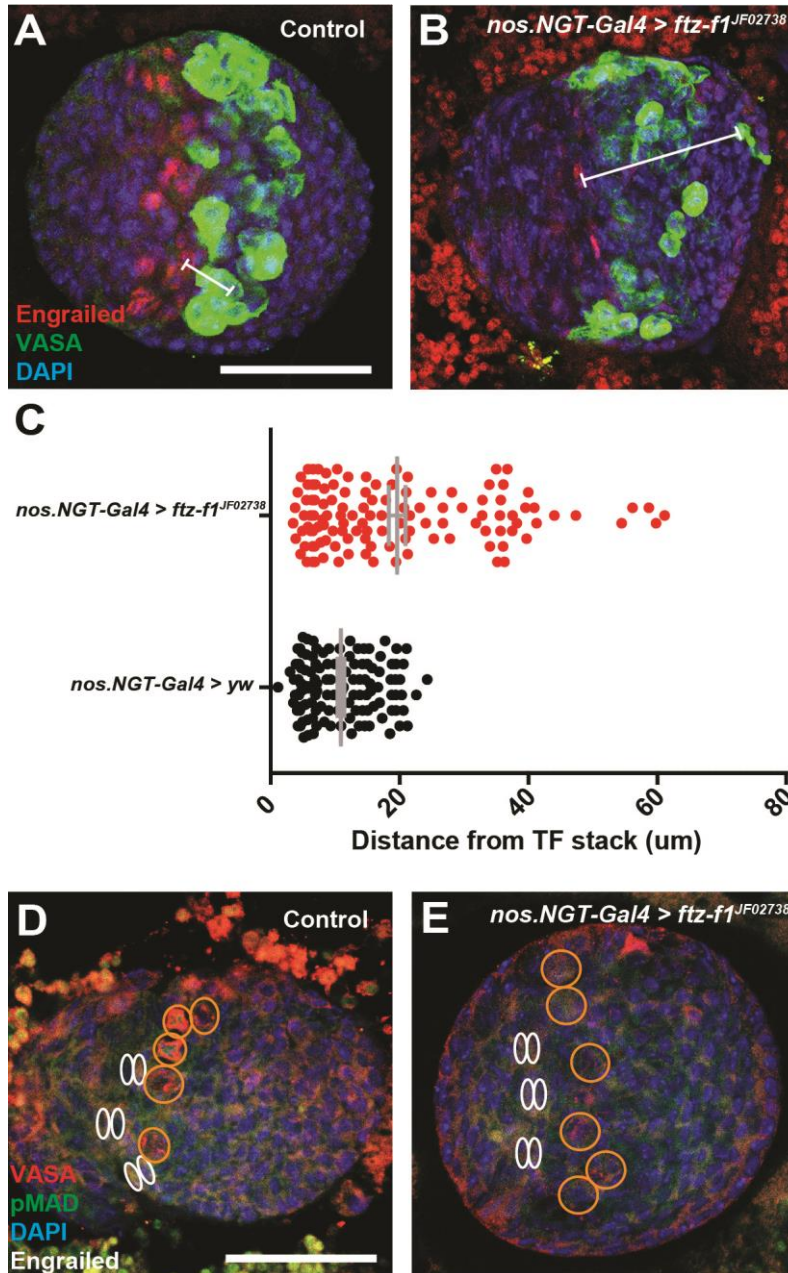 A
Control
Engrailed
VASA
DAPI
B
nos.NGT-Gal4 > ftz-f1JF02738
C
nos.NGT-Gal4 > ftz-f1JF02738
nos.NGT-Gal4 > yw
0
20
40
60
80
Distance from TF stack (um)
D
Control
VASA
pMAD
DAPI
Engrailed
E
nos.NGT-Gal4 > ftz-f1JF02738